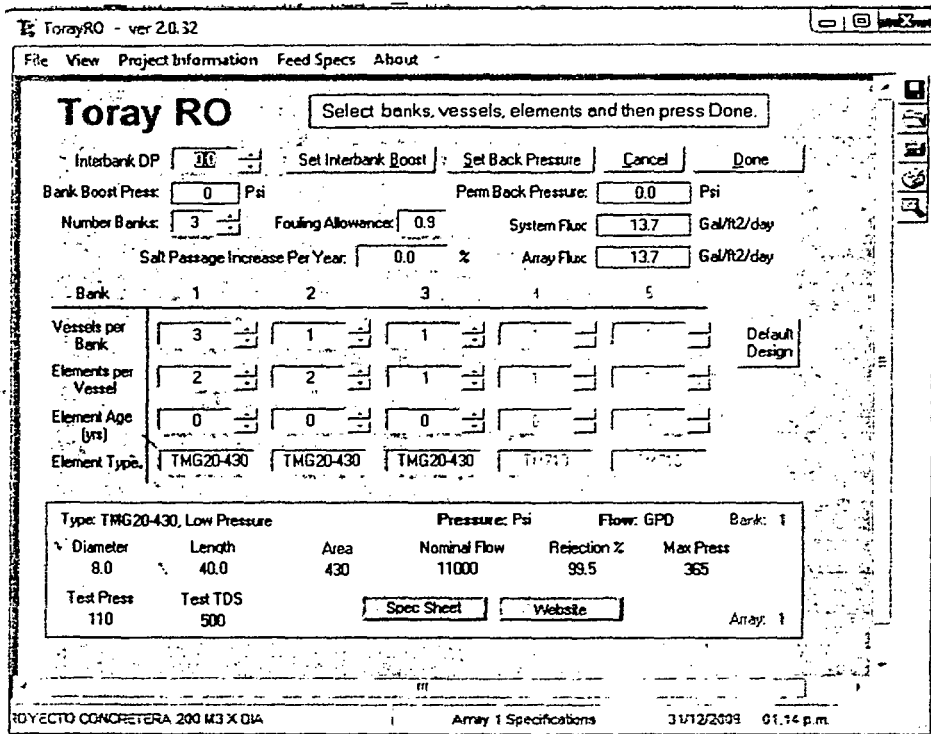 TorayRO - ver 2.0.32
File View Project Information Feed Specs About
Toray RO
Select banks, vessels, elements and then press Done.
Interbank DP 0.0 Set Interbank Boost Set Back Pressure Cancel Done
Bank Boost Press: 0 Psi Perm Back Pressure: 0.0 Psi
Number Banks: 3 Fouling Allowance: 0.9 System Flux: 13.7 Gal/ft2/day
Salt Passage Increase Per Year: 0.0 % Array Flux: 13.7 Gal/ft2/day
Bank 1 2 3 4 5
Vessels per Bank 3 1 1
Default Design
Elements per Vessel 2 2 1
Element Age (yrs) 0 0 0
Element Type. TMG20-430 TMG20-430 TMG20-430
Type: TMG20-430, Low Pressure Pressure: Psi Flow: GPD Bank: 1
Diameter Length Area Nominal Flow Rejection % Max Press
8.0 40.0 430 11000 99.5 365
Test Press Test TDS
110 500
Spec Sheet Website Array: 1
OYECTO CONCRETERA 200 M3 X DIA Array 1 Specifications 31/12/2009 01.14 p.m.